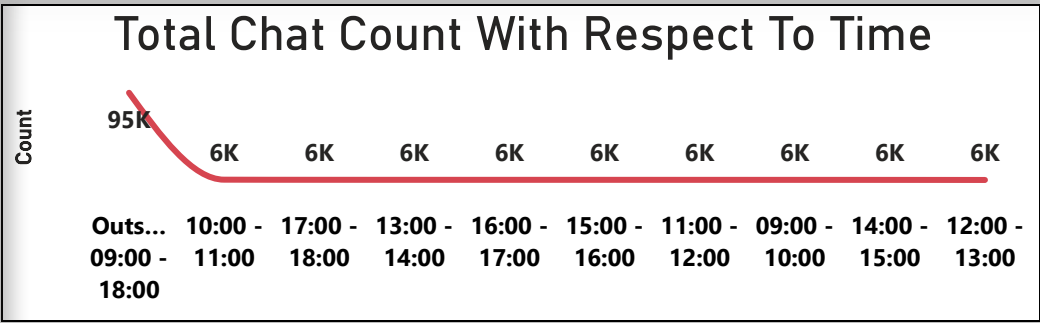 Total Chat Count With Respect To Time
Count
95K
6K 6K 6K 6K 6K 6K 6K 6K 6K
Outs... 10:00 - 17:00 - 13:00 - 16:00 - 15:00 - 11:00 - 09:00 - 14:00 - 12:00 -
09:00 - 11:00 18:00 14:00 17:00 16:00 12:00 10:00 15:00 13:00
18:00